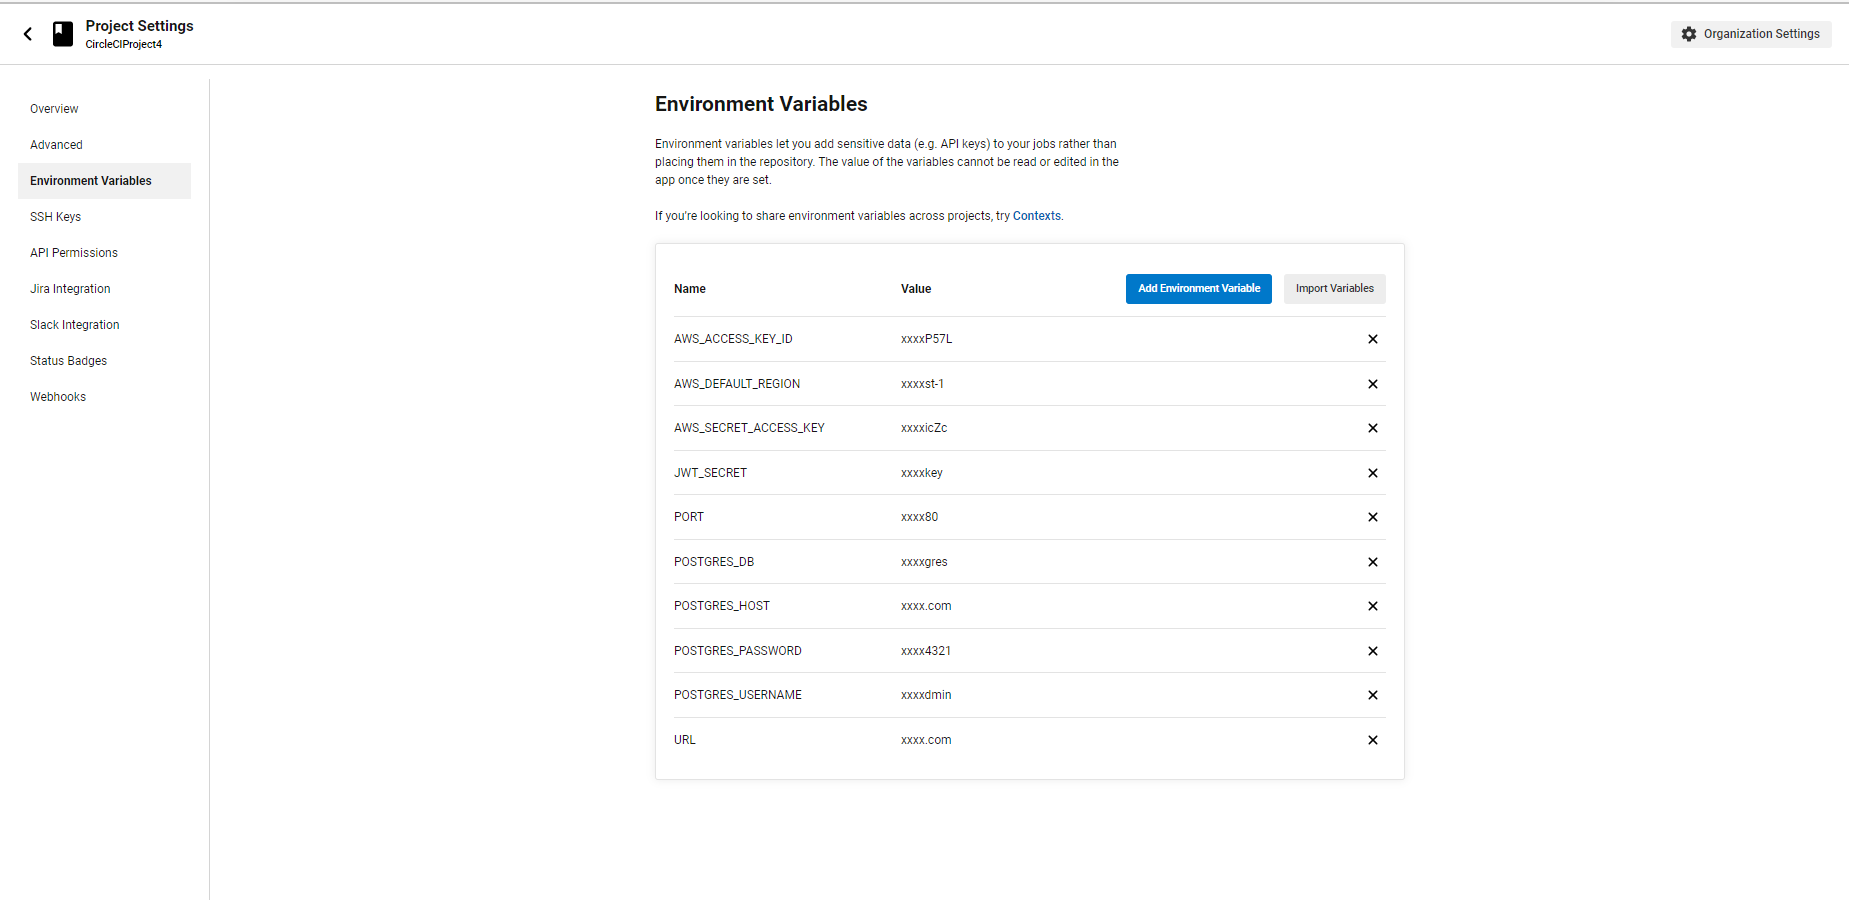 Project Settings
CircleCIProject4
Organization Settings
Overview
Advanced
Environment Variables
SSH Keys
API Permissions
Jira Integration
Slack Integration
Status Badges
Webhooks
Environment Variables
Environment variables let you add sensitive data (e.g. API keys) to your jobs rather than
placing them in the repository. The value of the variables cannot be read or edited in the
app once they are set.
If you're looking to share environment variables across projects, try Contexts.
Name Value Add Environment Variable Import Variables
AWS_ACCESS_KEY_ID xxxxP57L
AWS_DEFAULT_REGION xxxxst-1
AWS_SECRET_ACCESS_KEY xxxxicZc
JWT_SECRET xxxxkey
PORT xxxx80
POSTGRES_DB xxxxgres
POSTGRES_HOST xxxx.com
POSTGRES_PASSWORD xxxx4321
POSTGRES_USERNAME xxxxdmin
URL xxxx.com